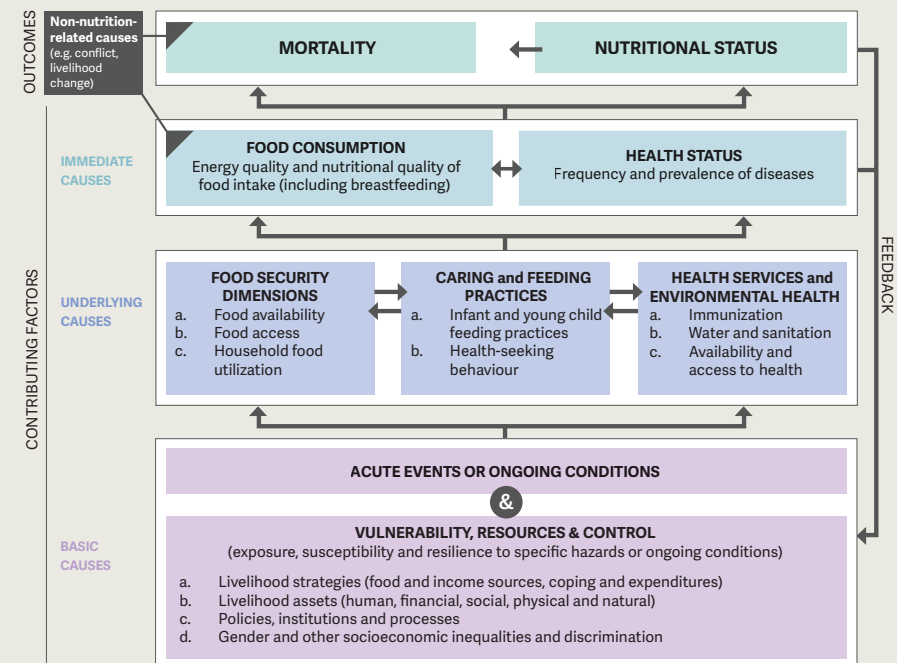 OUTCOMES
Non-nutrition-
related causes
(e.g. conflict,
livelihood
change)
MORTALITY
NUTRITIONAL STATUS
CONTRIBUTING FACTORS
IMMEDIATE
CAUSES
FOOD CONSUMPTION
Energy quality and nutritional quality of
food intake (including breastfeeding)
HEALTH STATUS
Frequency and prevalence of diseases
FEEDBACK
UNDERLYING
CAUSES
FOOD SECURITY
DIMENSIONS
a. Food availability
b. Food access
c. Household food
utilization
CARING and FEEDING
PRACTICES
a. Infant and young child
feeding practices
b. Health-seeking
behaviour
HEALTH SERVICES and
ENVIRONMENTAL HEALTH
a. Immunization
b. Water and sanitation
c. Availability and
access to health
BASIC
CAUSES
ACUTE EVENTS OR ONGOING CONDITIONS
&
VULNERABILITY, RESOURCES & CONTROL
(exposure, susceptibility and resilience to specific hazards or ongoing conditions)
a. Livelihood strategies (food and income sources, coping and expenditures)
b. Livelihood assets (human, financial, social, physical and natural)
c. Policies, institutions and processes
d. Gender and other socioeconomic inequalities and discrimination